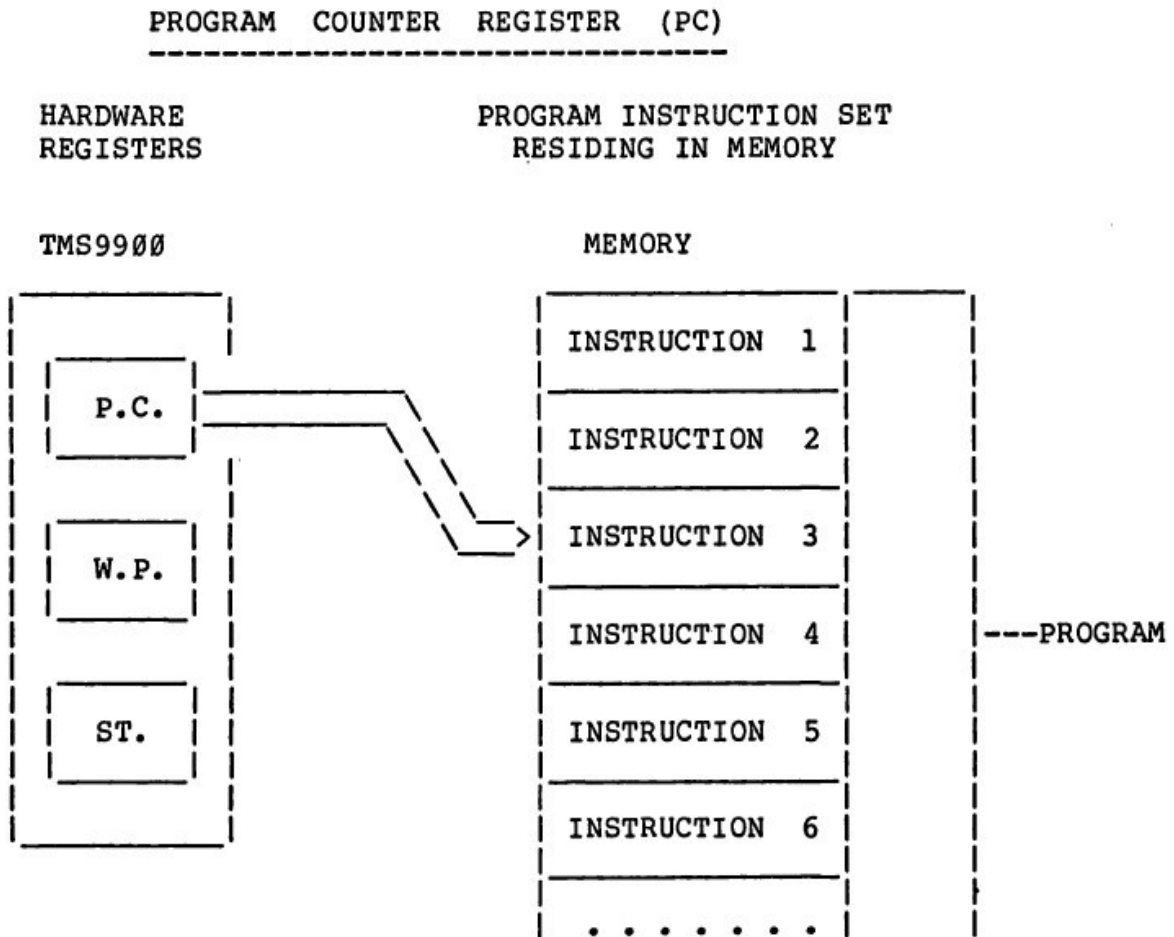 PROGRAM COUNTER REGISTER (PC)
HARDWARE REGISTERS
PROGRAM INSTRUCTION SET RESIDING IN MEMORY
TMS99ØØ
MEMORY
P.C.
W.P.
ST.
INSTRUCTION 1
INSTRUCTION 2
INSTRUCTION 3
INSTRUCTION 4
INSTRUCTION 5
INSTRUCTION 6
. . . . . . .
---PROGRAM